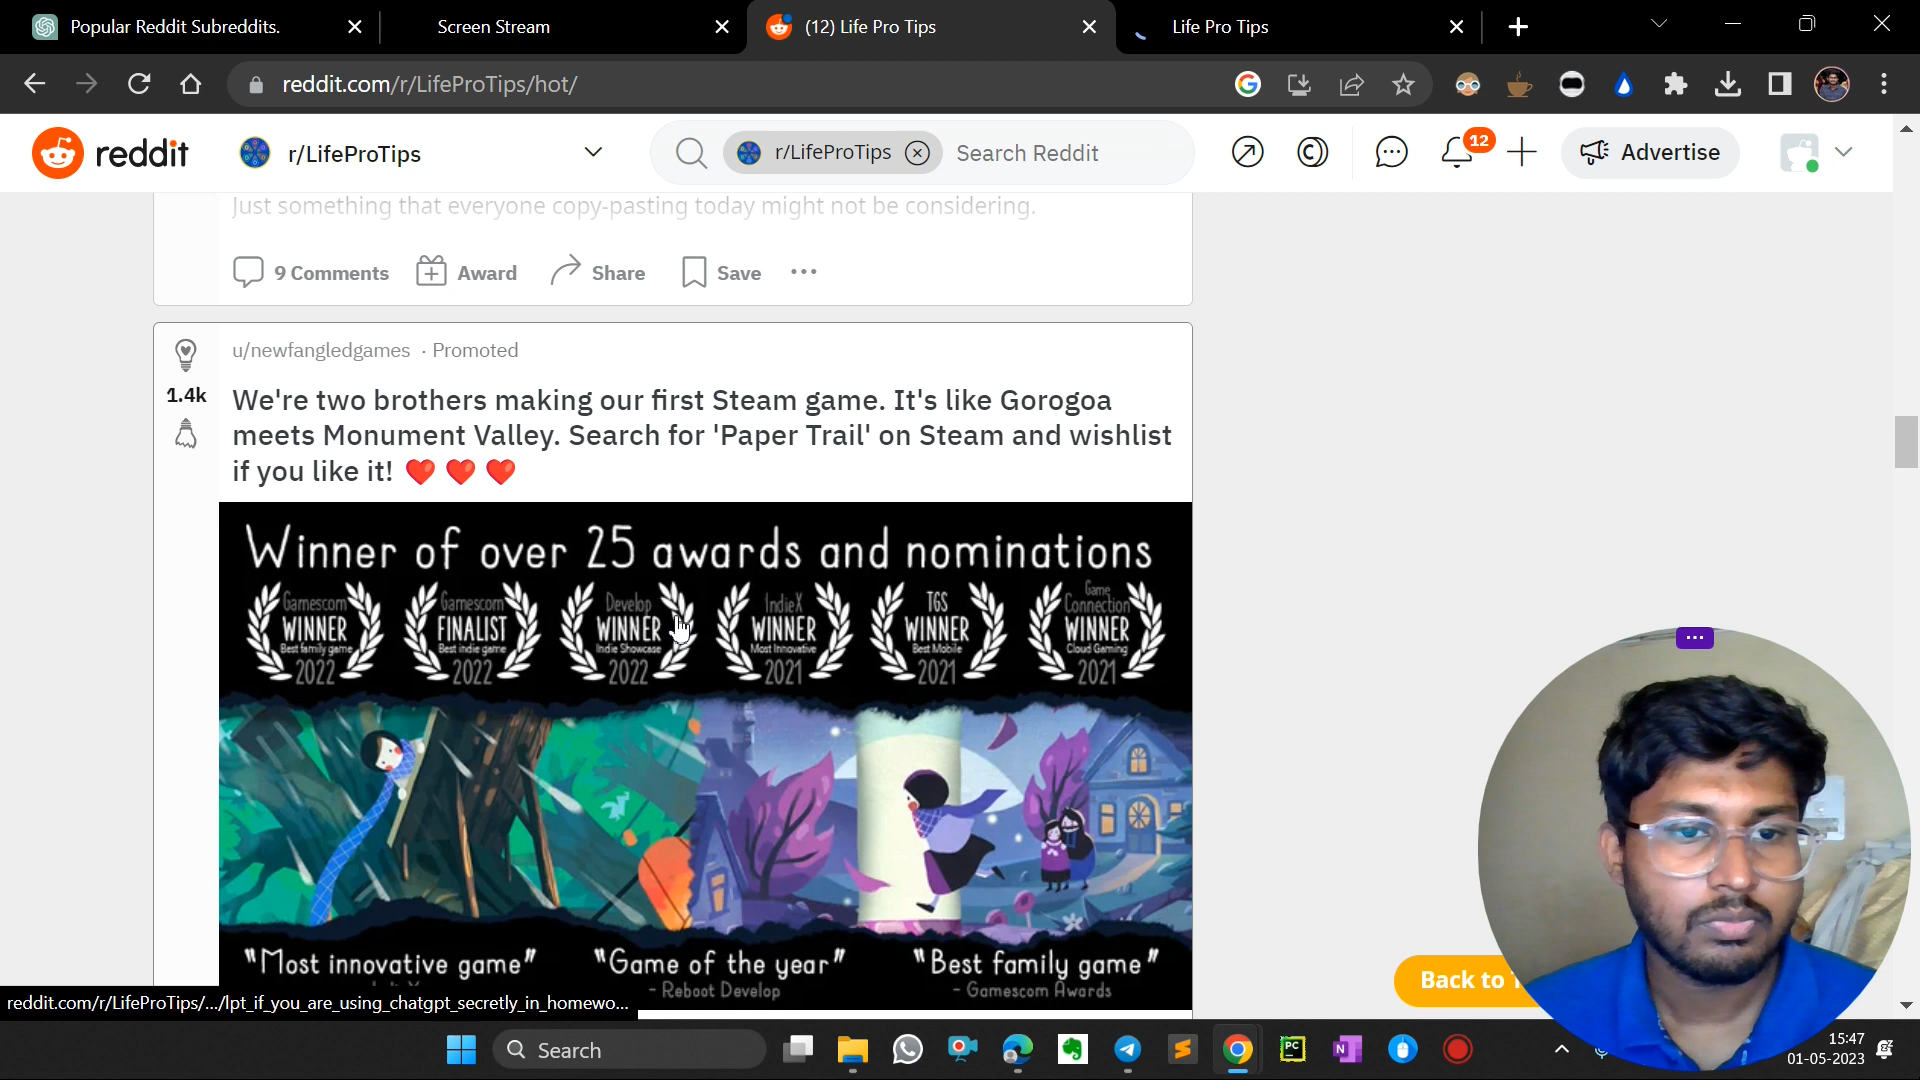 Popular Reddit Subreddits.
Screen Stream
(12) Life Pro Tips
Life Pro Tips
reddit.com/r/LifeProTips/hot/
reddit
r/LifeProTips
r/LifeProTips
Search Reddit
12
Advertise
Just something that everyone copy-pasting today might not be considering.
9 Comments
Award
Share
Save
u/newfangledgames · Promoted
1.4k
We're two brothers making our first Steam game. It's like Gorogoa
meets Monument Valley. Search for 'Paper Trail' on Steam and wishlist
if you like it! ❤️ ❤️ ❤️
Winner of over 25 awards and nominations
Gamescom
WINNER
Best family game
2022
Gamescom
FINALIST
Best indie game
2022
Develop
WINNER
Indie Showcase
2022
IndieX
WINNER
Most Innovative
2021
TGS
WINNER
Best Mobile
2021
Game
Connection
WINNER
Cloud Gaming
2021
"Most innovative game"
"Game of the year"
- Reboot Develop
"Best family game"
- Gamescom Awards
Back to
reddit.com/r/LifeProTips/.../lpt_if_you_are_using_chatgpt_secretly_in_homewo...
Search
PC
N
15:47
01-05-2023